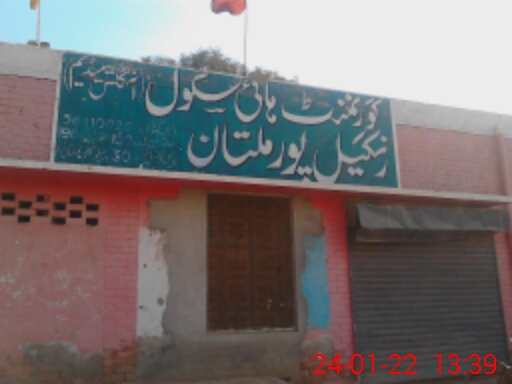 گورنمنٹ ہائی سکول (انگلش میڈیم)
رنگیل پور ملتان
24-01-22 13:39